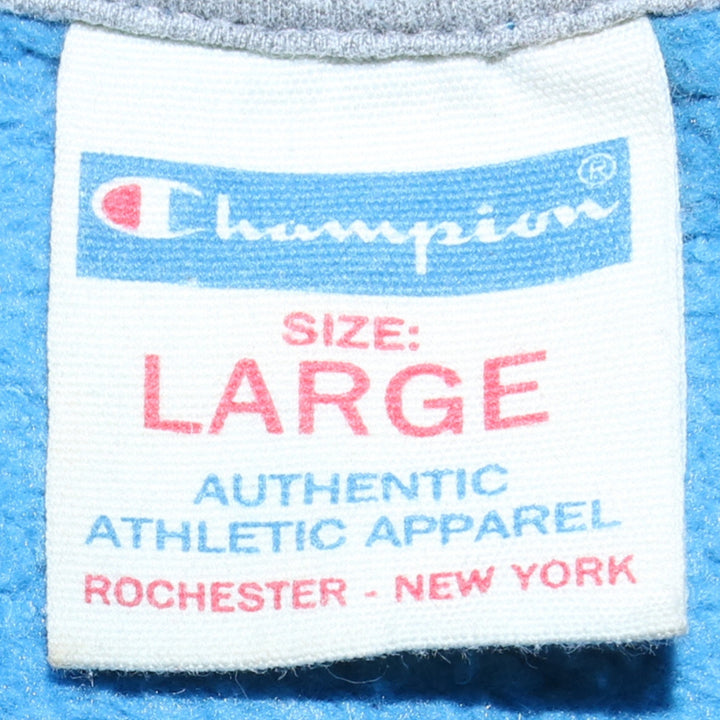 Champion®
SIZE:
LARGE
AUTHENTIC
ATHLETIC APPAREL
ROCHESTER - NEW YORK